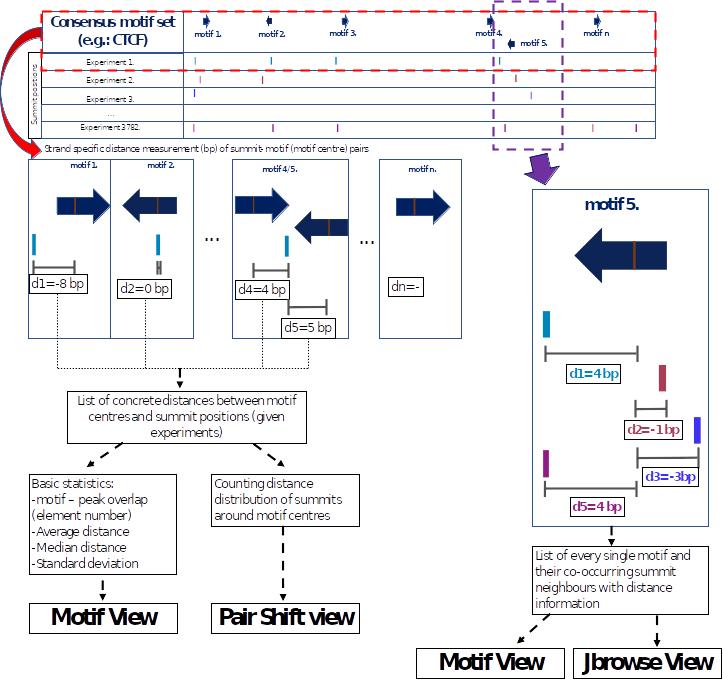 Consensus motif set
(e.g.: CTCF)
motif 1.
motif 2.
motif 3.
motif 4.
motif 5.
motif n.
Summit positions
Experiment 1.
Experiment 2.
Experiment 3.
...
Experiment 3782.
Strand specific distance measurement (bp) of summit- motif (motif centre) pairs
motif 1.
motif 2.
motif 4/5.
motif n.
... ...
d1=-8 bp
d2=0 bp
d4=4 bp
d5=5 bp
dn=-
motif 5.
d1=4 bp
d2=-1bp
d3=-3bp
d5=4 bp
List of concrete distances between motif
centres and summit positions (given
experiments)
Basic statistics:
-motif – peak overlap
(element number)
-Average distance
-Median distance
-Standard deviation
Counting distance
distribution of summits
around motif centres
List of every single motif and
their co-occurring summit
neighbours with distance
information
Motif View
Pair Shift view
Motif View
Jbrowse View